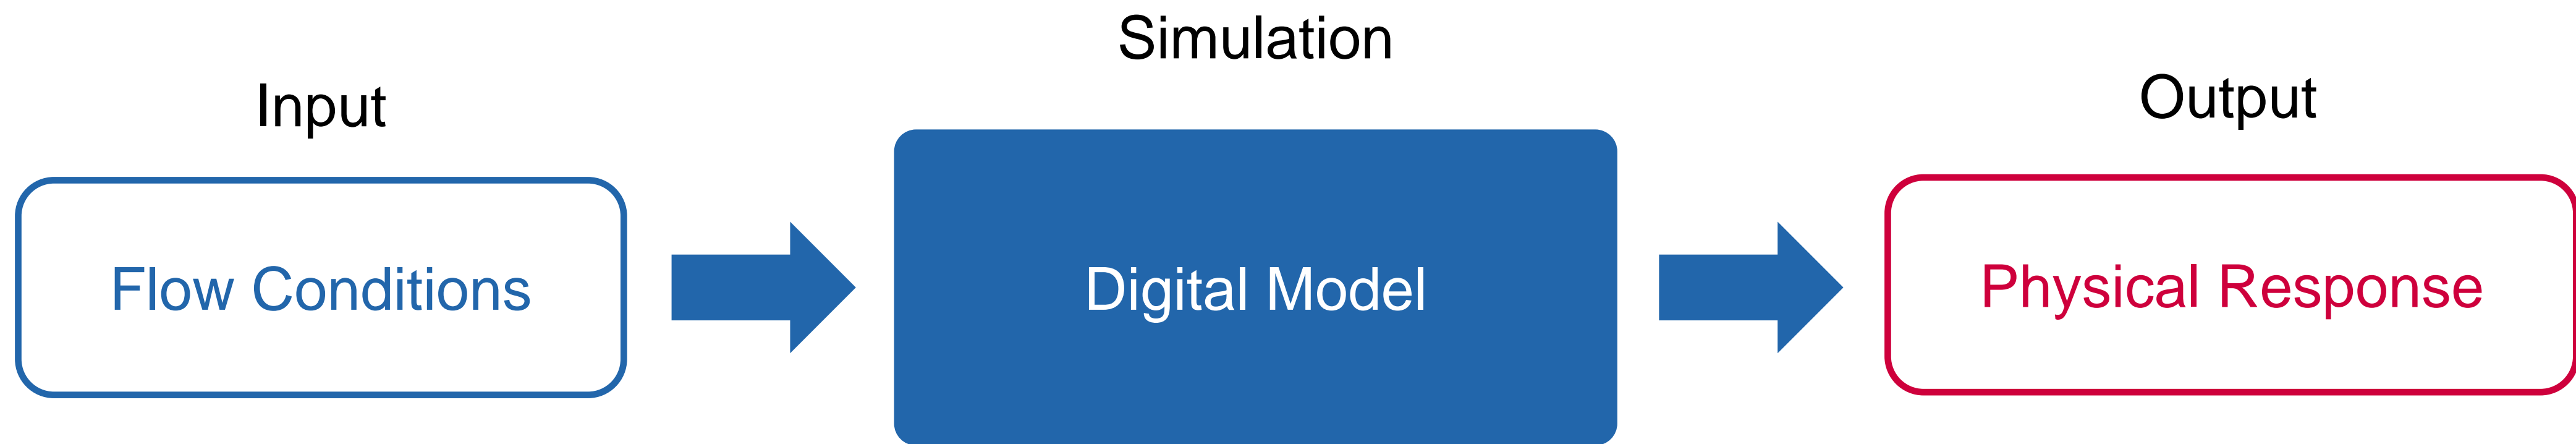 Input
Flow Conditions
Simulation
Digital Model
Output
Physical Response